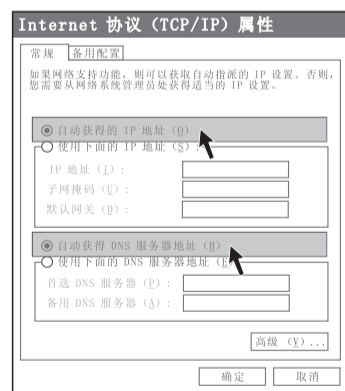 Internet 协议（TCP/IP）属性
常规 备用配置
如果网络支持功能，则可以获取自动指派的 IP 设置。否则，
您需要从网络系统管理员处获得适当的 IP 设置。
自动获得的 IP 地址（O）
使用下面的 IP 地址（S）：
IP 地址（I）：
子网掩码（U）：
默认网关（D）：
自动获得 DNS 服务器地址（B）
使用下面的 DNS 服务器地址（E
首选 DNS 服务器（P）：
备用 DNS 服务器（A）：
高级 （V）...
确定 取消